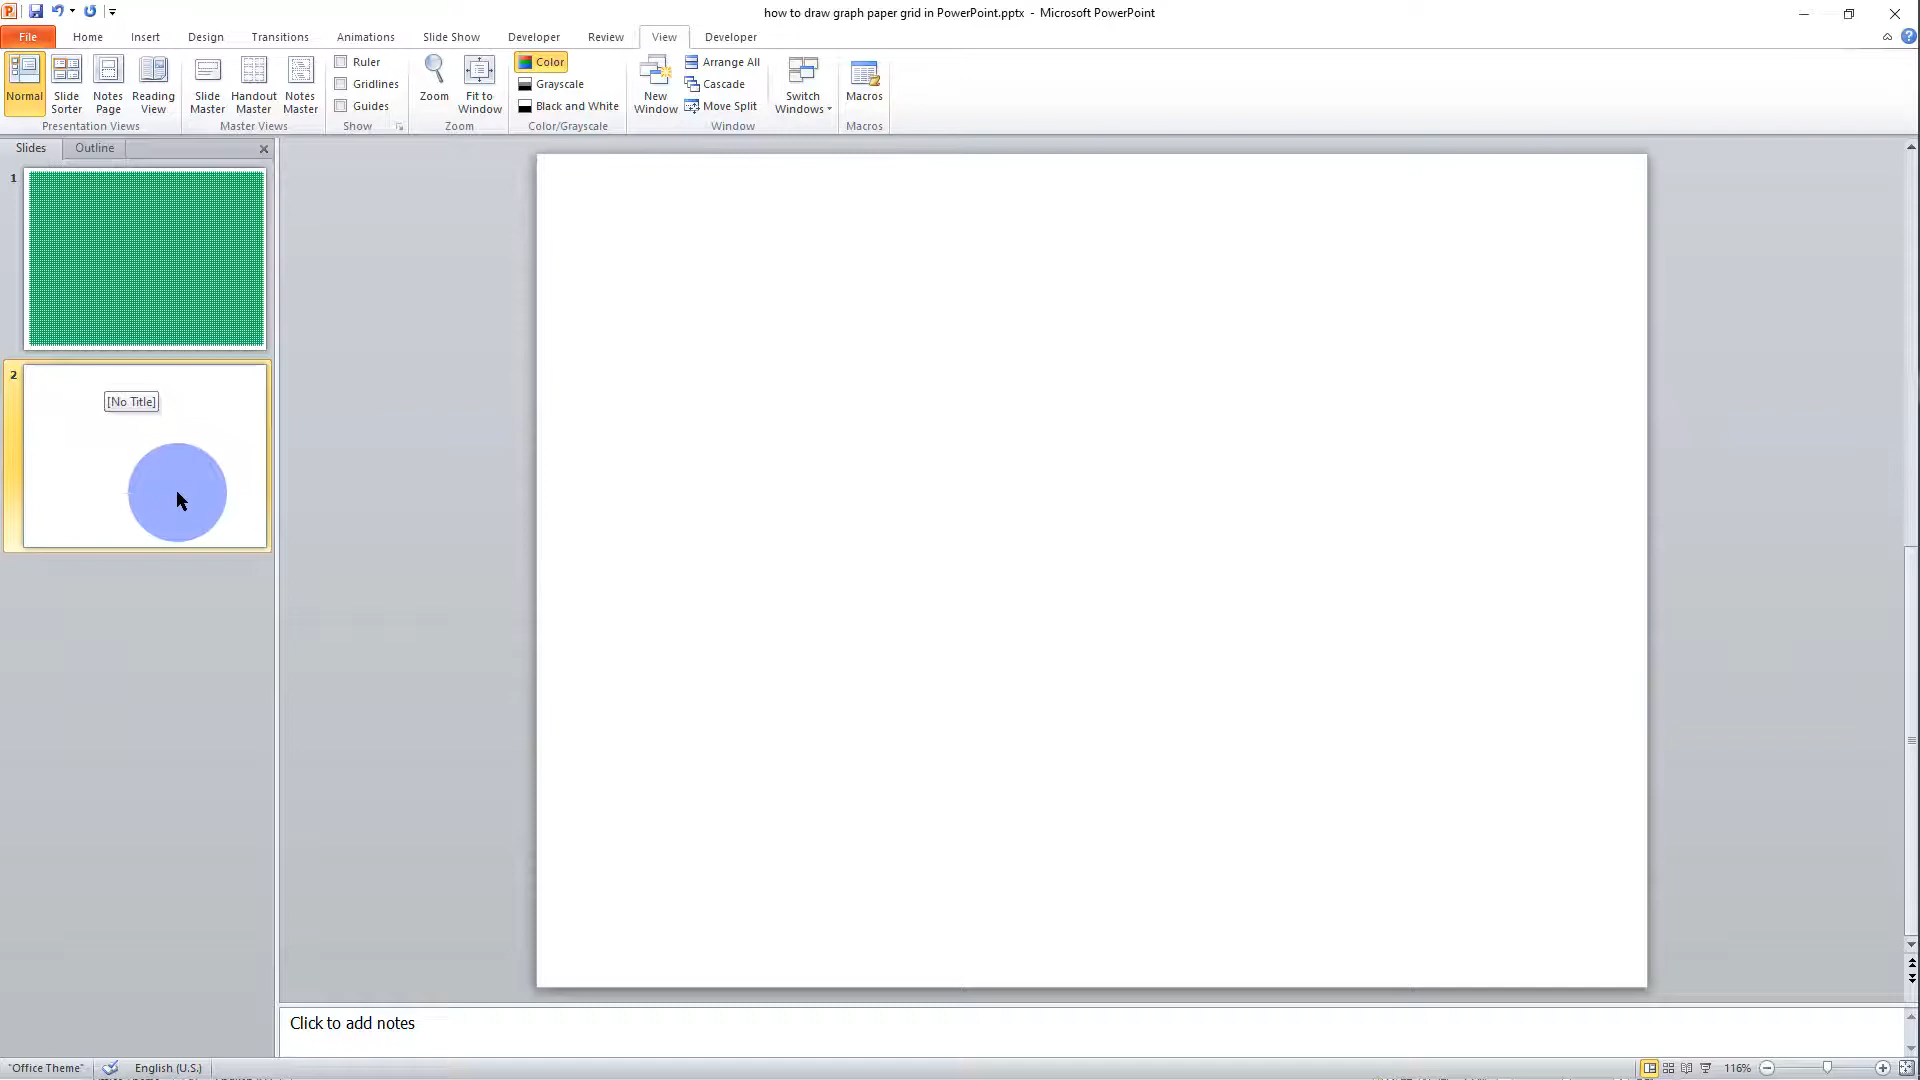 how to draw graph paper grid in PowerPoint.pptx - Microsoft PowerPoint
File Home Insert Design Transitions Animations Slide Show Developer Review View Developer
Normal
Slide Sorter
Notes Page
Reading View
Presentation Views
Slide Master
Handout Master
Notes Master
Master Views
Ruler
Gridlines
Guides
Show
Zoom
Fit to Window
Zoom
Color
Grayscale
Black and White
Color/Grayscale
New Window
Arrange All
Cascade
Move Split
Switch Windows
Window
Macros
Macros
Slides Outline
1
2
[No Title]
Click to add notes
"Office Theme" English (U.S.) 116%